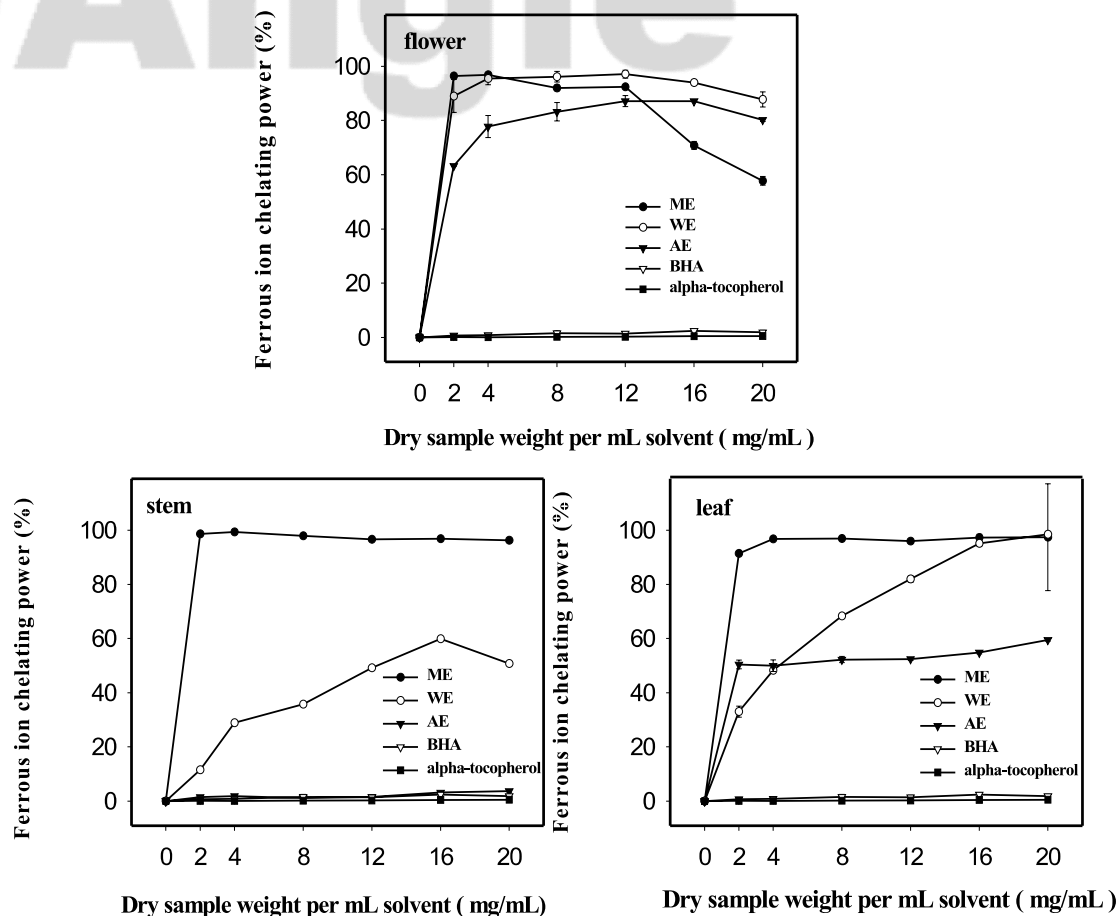 Angle
flower
Ferrous ion chelating power (%)
100
80
60
40
20
0
ME
WE
AE
BHA
alpha-tocopherol
0 2 4 8 12 16 20
Dry sample weight per mL solvent ( mg/mL )
stem
Ferrous ion chelating power (%)
100
80
60
40
20
0
ME
WE
AE
BHA
alpha-tocopherol
0 2 4 8 12 16 20
Dry sample weight per mL solvent ( mg/mL)
leaf
Ferrous ion chelating power (%)
100
80
60
40
20
0
ME
WE
AE
BHA
alpha-tocopherol
0 2 4 8 12 16 20
Dry sample weight per mL solvent ( mg/mL )